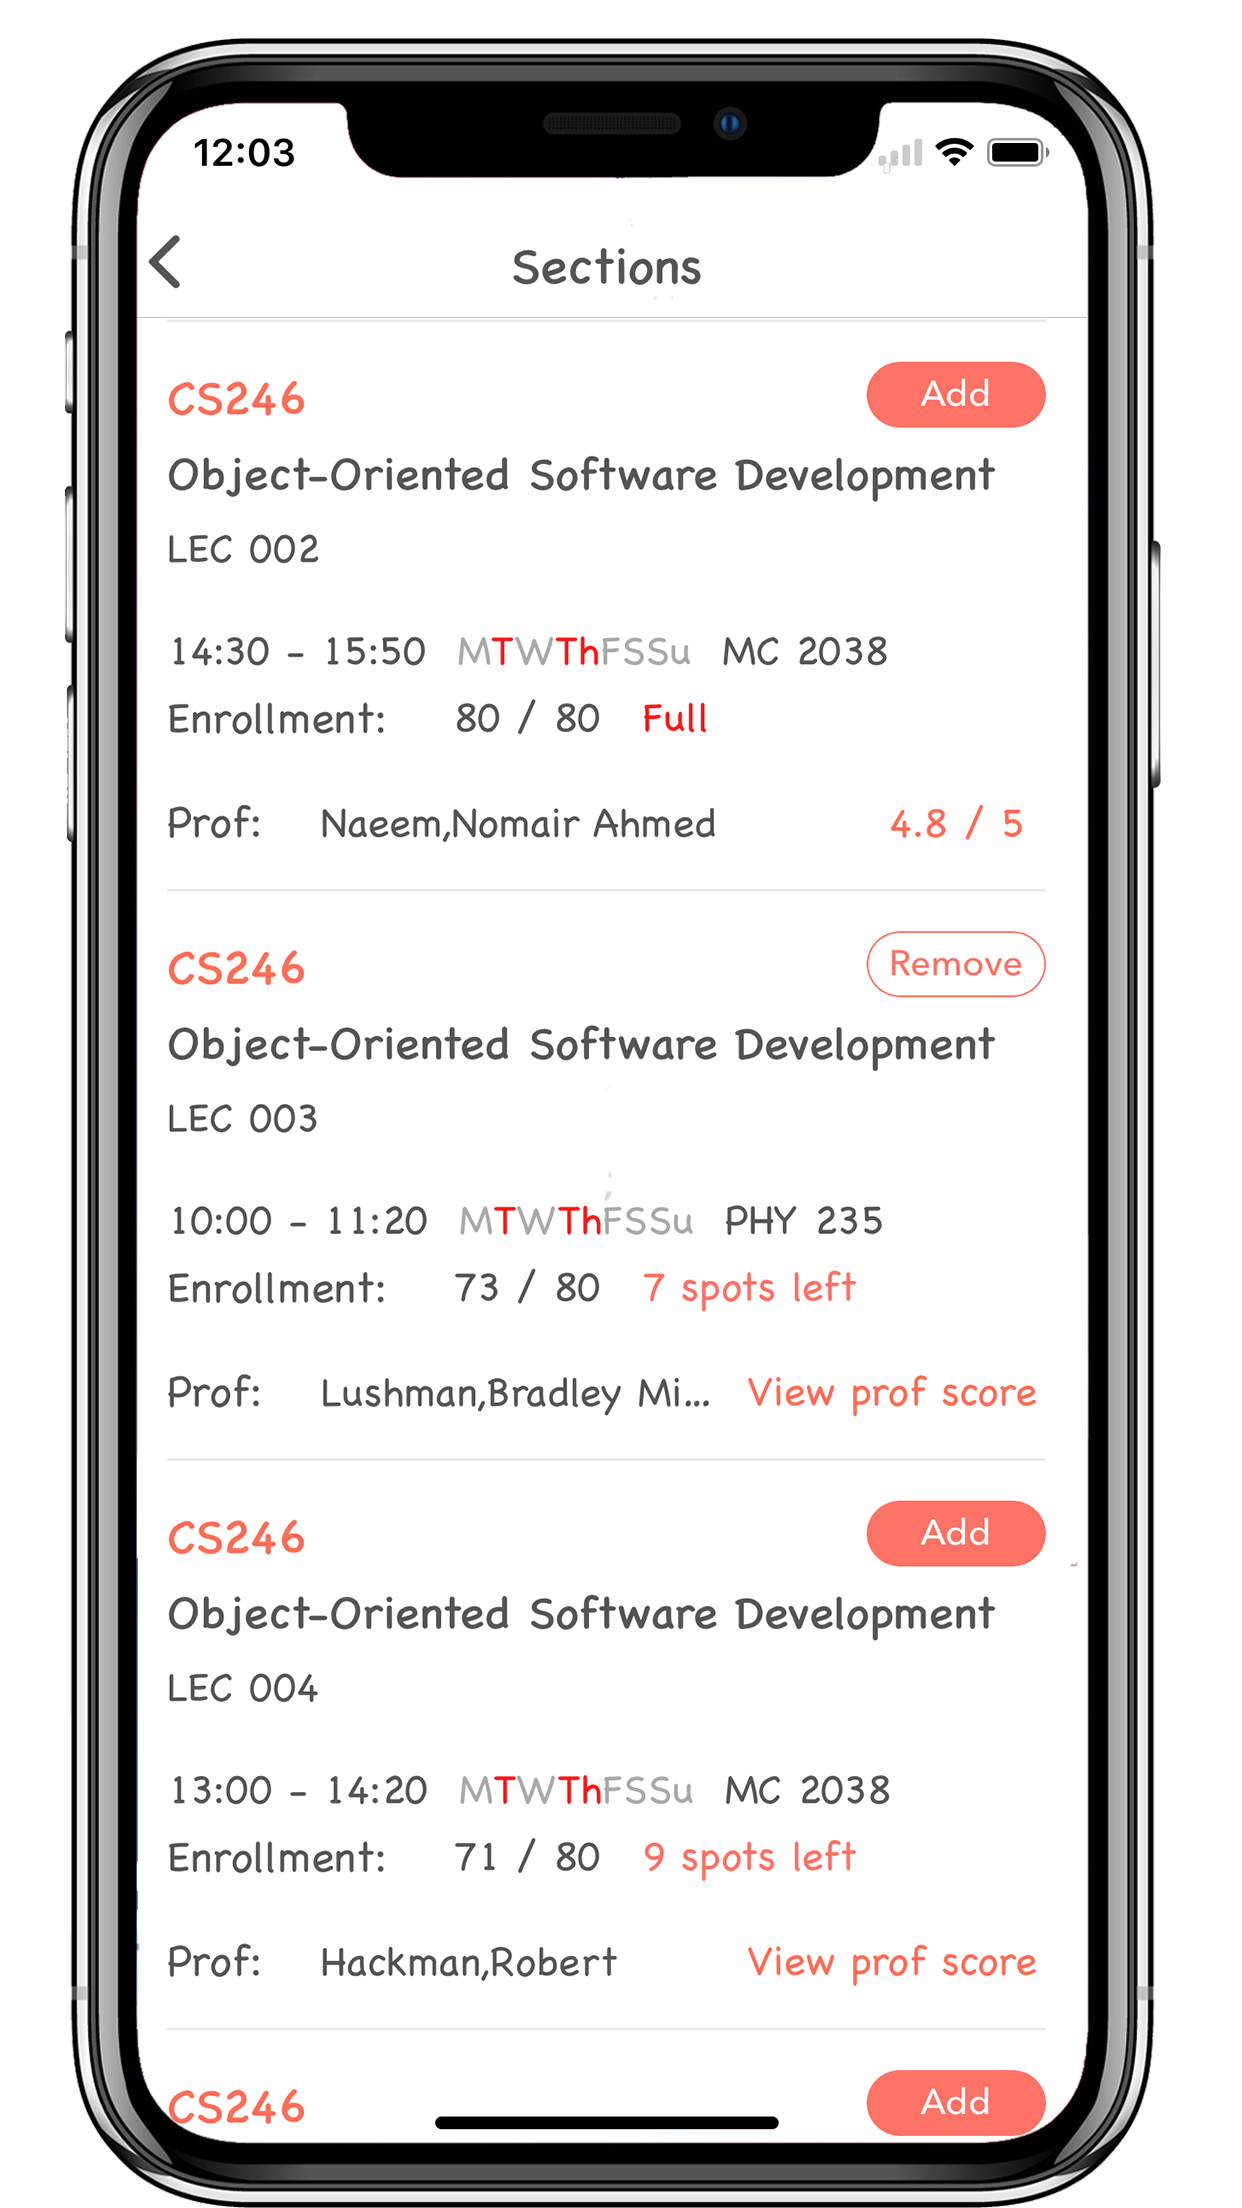 12:03
Sections
CS246 Add
Object-Oriented Software Development
LEC 002
14:30 - 15:50 MTWThFSSu MC 2038
Enrollment: 80 / 80 Full
Prof: Naeem,Nomair Ahmed 4.8 / 5
CS246 Remove
Object-Oriented Software Development
LEC 003
10:00 - 11:20 MTWThFSSu PHY 235
Enrollment: 73 / 80 7 spots left
Prof: Lushman,Bradley Mi... View prof score
CS246 Add
Object-Oriented Software Development
LEC 004
13:00 - 14:20 MTWThFSSu MC 2038
Enrollment: 71 / 80 9 spots left
Prof: Hackman,Robert View prof score
CS246 Add